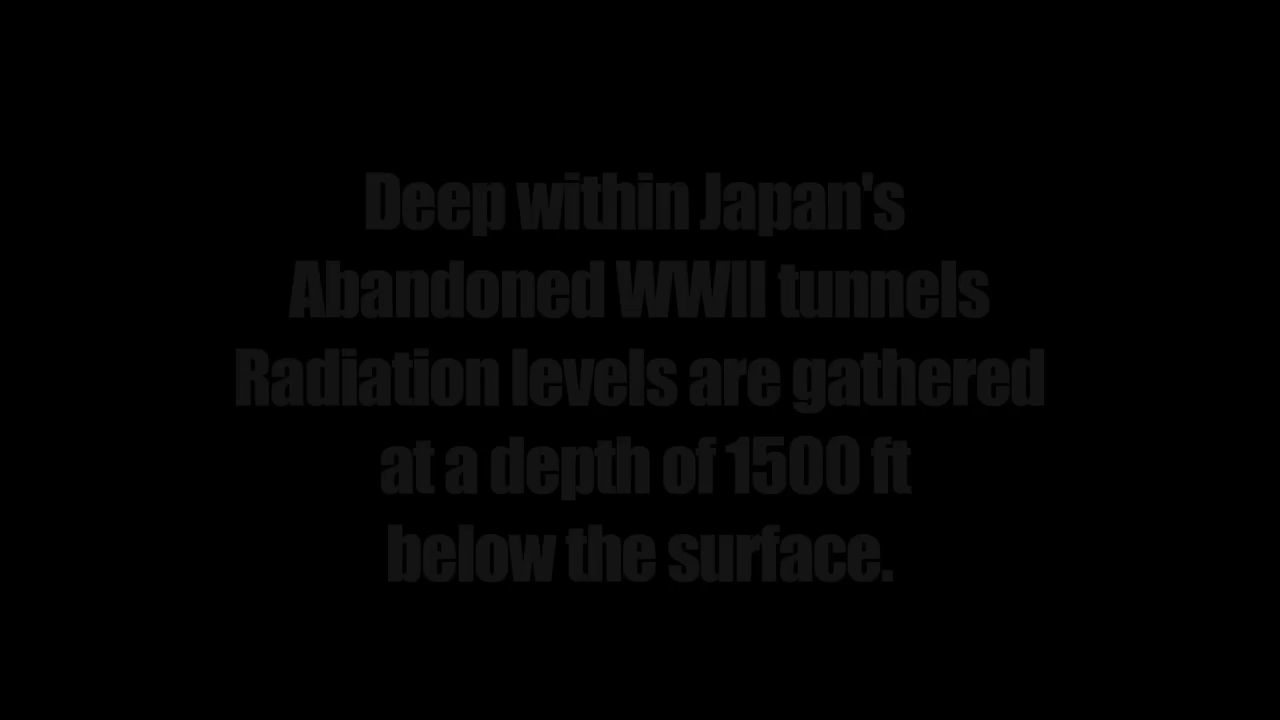 Deep within Japan's
Abandoned WWII tunnels
Radiation levels are gathered
at a depth of 1500 ft
below the surface.